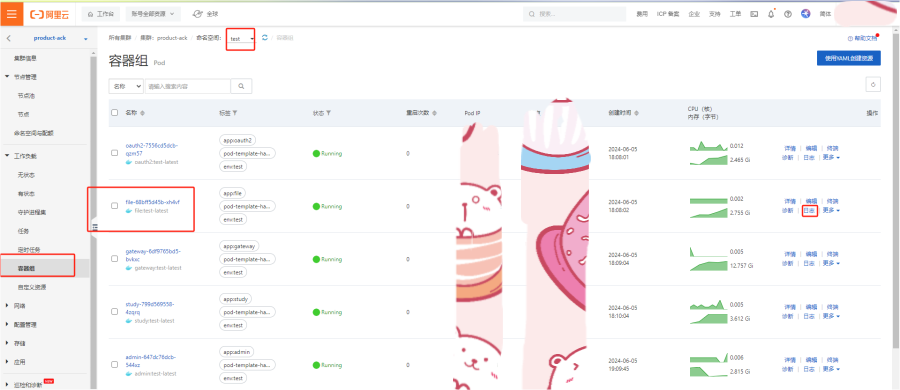 阿里云 工作台 账号全部资源 全球 搜索... 费用 ICP 备案 企业 支持 工单
product-ack
所有集群 集群: product-ack 命名空间: test
帮助文档
容器组 Pod
使用YAML创建资源
名称 请输入搜索内容
名称 标签 状态 重启次数 Pod IP 创建时间 CPU（核）
内存（字节） 操作
oauth2-7556cd5dcb-
app:oauth2
pod-template-ha...
env:test
oauth2:test-latest
Running 0
2024-06-05
18:08:01
0.012
2.465 Gi
详情 编辑 终端
诊断 日志 更多
app:file
pod-template-ha...
env:test
file:test-latest
Running 0
2024-06-05
18:08:02
0.002
2.755 Gi
详情 编辑 终端
诊断 日志 更多
gateway-6df9765bd5-
app:gateway
pod-template-ha...
env:test
gateway:test-latest
Running 0
2024-06-05
18:09:04
0.005
12.757 Gi
详情 编辑 终端
诊断 日志 更多
study-799d569558-
app:study
pod-template-ha...
env:test
study:test-latest
Running 0
2024-06-05
18:10:04
0.005
3.612 Gi
详情 编辑 终端
诊断 日志 更多
admin-647dc76dcb-
app:admin
pod-template-ha...
env:test
admin:test-latest
Running 0
2024-06-05
19:09:45
0.006
2.815 Gi
详情 编辑 终端
诊断 日志 更多
集群信息
节点管理
节点池
节点
命名空间与配额
工作负载
无状态
有状态
守护进程集
任务
定时任务
容器组
自定义资源
网络
配置管理
存储
应用
巡检和诊断